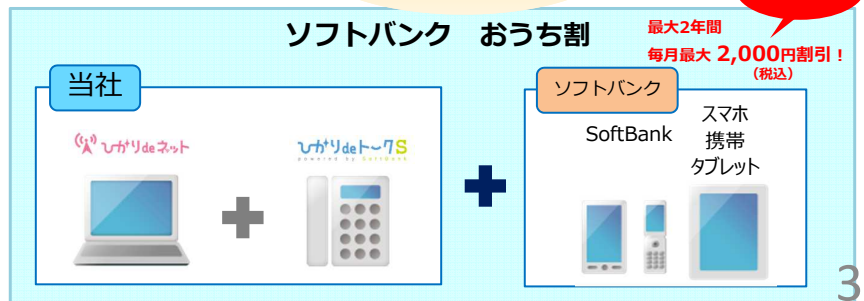 ソフトバンク　おうち割
最大2年間
毎月最大 2,000円割引！
（税込）
当社
ひかりdeネット
ひかりdeトークS
powered by SoftBank
ソフトバンク
SoftBank
スマホ
携帯
タブレット
3